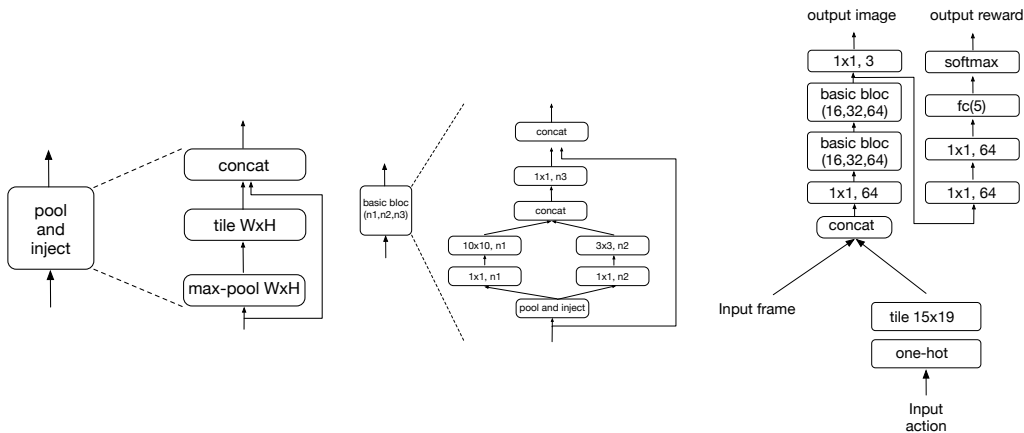 pool
and
inject
concat
tile WxH
max-pool WxH
basic bloc
(n1,n2,n3)
concat
1x1, n3
concat
10x10, n1
3x3, n2
1x1, n1
1x1, n2
pool and inject
output image
output reward
1x1, 3
softmax
basic bloc
(16,32,64)
fc(5)
basic bloc
(16,32,64)
1x1, 64
1x1, 64
1x1, 64
concat
Input frame
tile 15x19
one-hot
Input
action